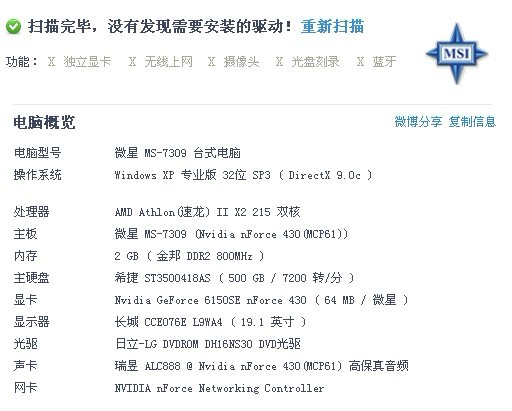 扫描完毕，没有发现需要安装的驱动！重新扫描
功能： X 独立显卡 X 无线上网 X 摄像头 X 光盘刻录 X 蓝牙
MSI
电脑概览 微博分享 复制信息
电脑型号 微星 MS-7309 台式电脑
操作系统 Windows XP 专业版 32位 SP3 ( DirectX 9.0c )
处理器 AMD Athlon(速龙) II X2 215 双核
主板 微星 MS-7309 (Nvidia nForce 430(MCP61))
内存 2 GB ( 金邦 DDR2 800MHz )
主硬盘 希捷 ST3500418AS ( 500 GB / 7200 转/分 )
显卡 Nvidia GeForce 6150SE nForce 430 ( 64 MB / 微星 )
显示器 长城 CCE076E L9WA4 ( 19.1 英寸 )
光驱 日立-LG DVDROM DH16NS30 DVD光驱
声卡 瑞昱 ALC888 @ Nvidia nForce 430(MCP61) 高保真音频
网卡 NVIDIA nForce Networking Controller